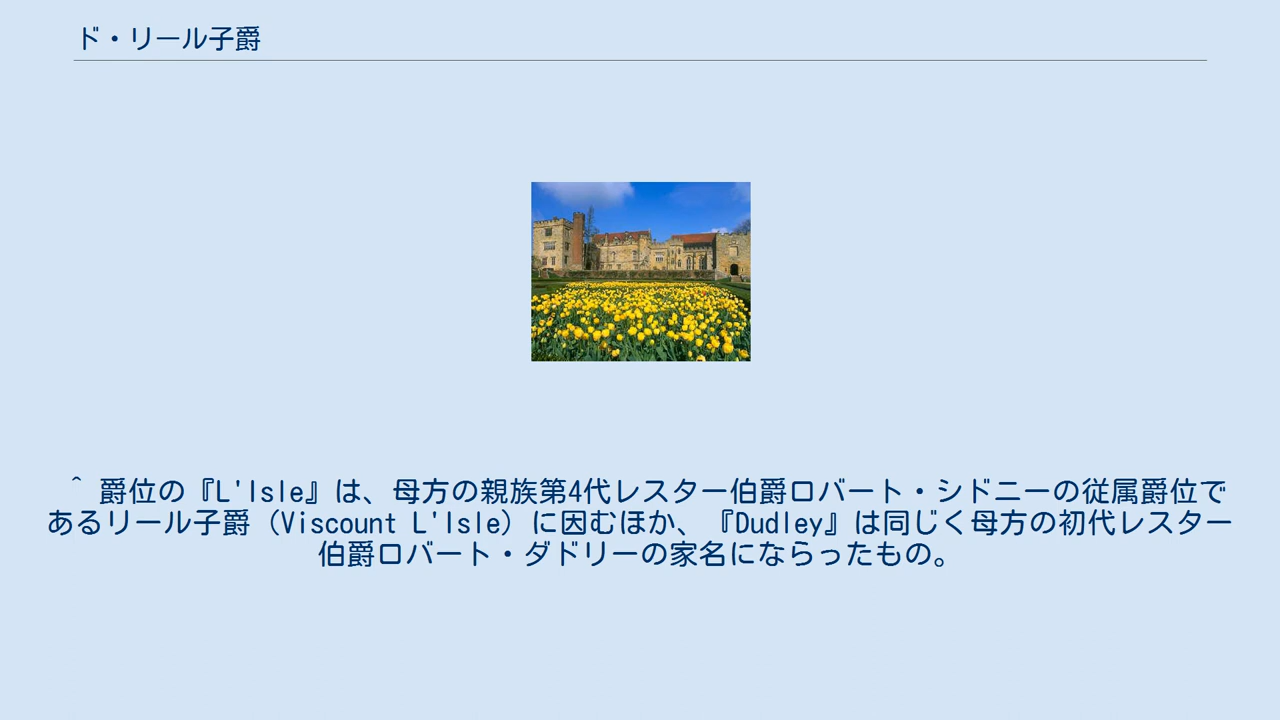 ド・リール子爵
^ 爵位の『L'Isle』は、母方の親族第4代レスター伯爵ロバート・シドニーの従属爵位で
あるリール子爵（Viscount L'Isle）に因むほか、『Dudley』は同じく母方の初代レスター
伯爵ロバート・ダドリーの家名にならったもの。